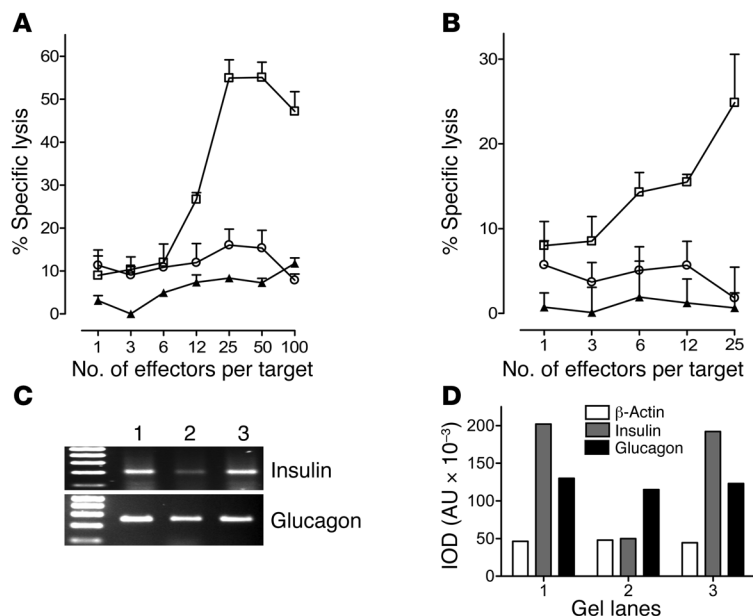 A
% Specific lysis
60
50
40
30
20
10
0
1 3 6 12 25 50 100
No. of effectors per target
B
% Specific lysis
30
20
10
0
1 3 6 12 25
No. of effectors per target
C
1 2 3
Insulin
Glucagon
D
IOD (AU × 10⁻³)
200
150
100
50
0
β-Actin
Insulin
Glucagon
1 2 3
Gel lanes